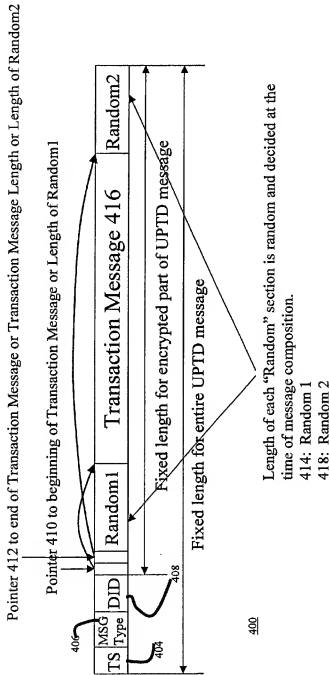 Pointer 412 to end of Transaction Message or Transaction Message Length or Length of Random2
Pointer 410 to beginning of Transaction Message or Length of Random1
406
TS
MSG
Type
DID
Random1
Transaction Message 416
Random2
404
408
Fixed length for encrypted part of UPTD message
Fixed length for entire UPTD message
Length of each "Random" section is random and decided at the
time of message composition.
414: Random 1
418: Random 2
400